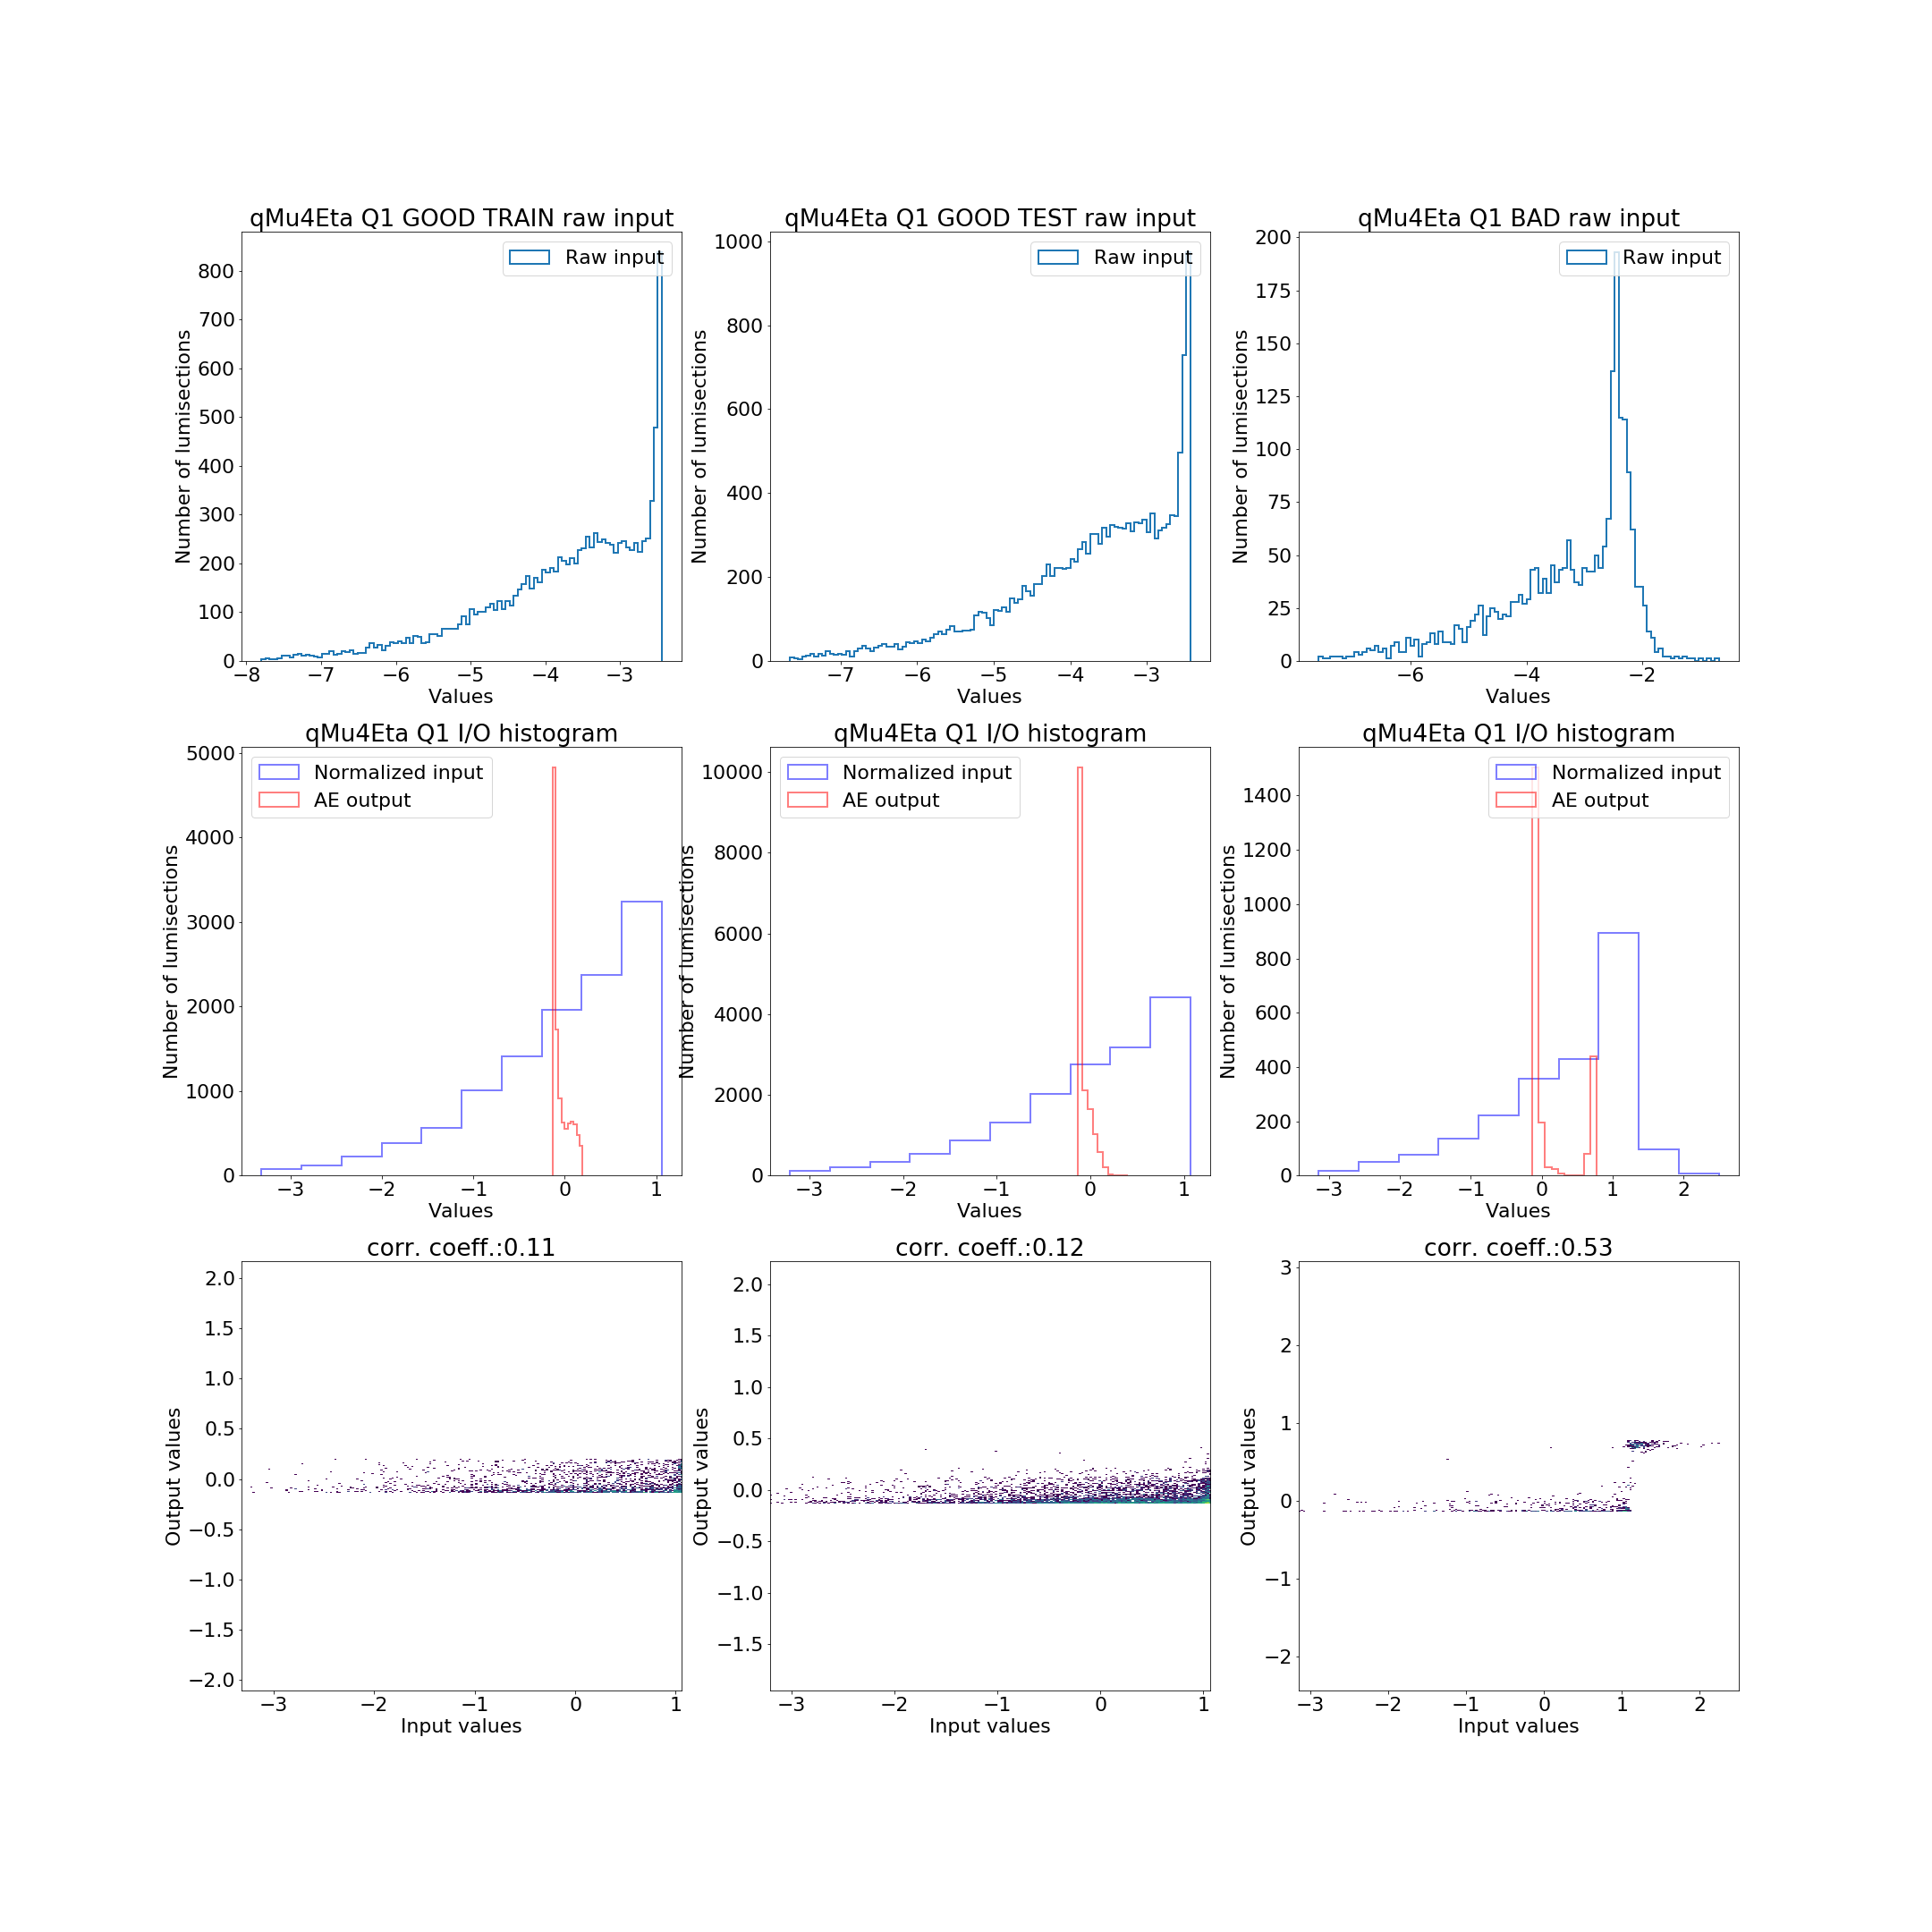 qMu4Eta Q1 GOOD TRAIN raw input
qMu4Eta Q1 GOOD TEST raw input
qMu4Eta Q1 BAD raw input
Raw input
800
700
600
500
400
300
200
100
0
Number of lumisections
−8 −7 −6 −5 −4 −3
Values
Raw input
1000
800
600
400
200
0
Number of lumisections
−7 −6 −5 −4 −3
Values
Raw input
200
175
150
125
100
75
50
25
0
Number of lumisections
−6 −4 −2
Values
qMu4Eta Q1 I/O histogram
qMu4Eta Q1 I/O histogram
qMu4Eta Q1 I/O histogram
Normalized input
AE output
5000
4000
3000
2000
1000
0
Number of lumisections
−3 −2 −1 0 1
Values
Normalized input
AE output
10000
8000
6000
4000
2000
0
Number of lumisections
−3 −2 −1 0 1
Values
Normalized input
AE output
1400
1200
1000
800
600
400
200
0
Number of lumisections
−3 −2 −1 0 1 2
Values
corr. coeff.:0.11
corr. coeff.:0.12
corr. coeff.:0.53
2.0
1.5
1.0
0.5
0.0
−0.5
−1.0
−1.5
−2.0
Output values
−3 −2 −1 0 1
Input values
2.0
1.5
1.0
0.5
0.0
−0.5
−1.0
−1.5
Output values
−3 −2 −1 0 1
Input values
3
2
1
0
−1
−2
Output values
−3 −2 −1 0 1 2
Input values